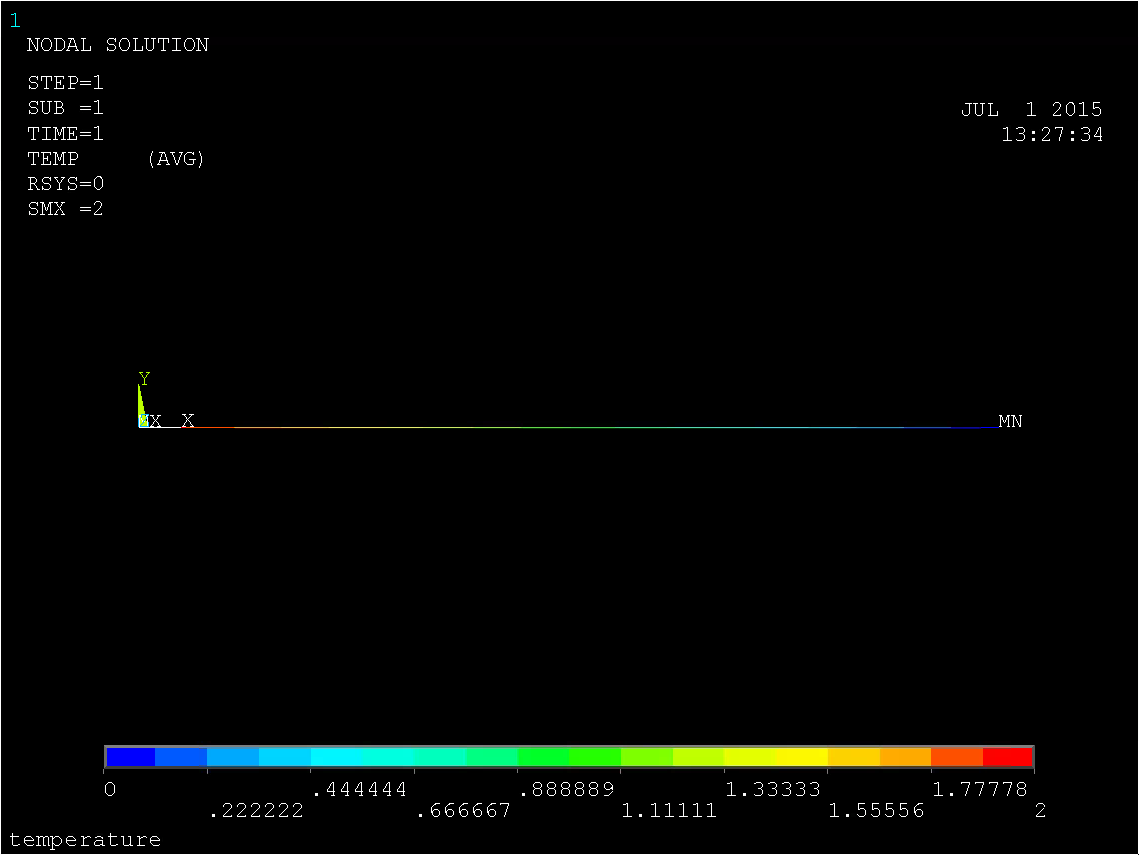 1
NODAL SOLUTION
STEP=1
SUB =1
TIME=1
TEMP (AVG)
RSYS=0
SMX =2
JUL 1 2015
13:27:34
Y
X X
MN
0 .222222 .444444 .666667 .888889 1.11111 1.33333 1.55556 1.77778 2
temperature